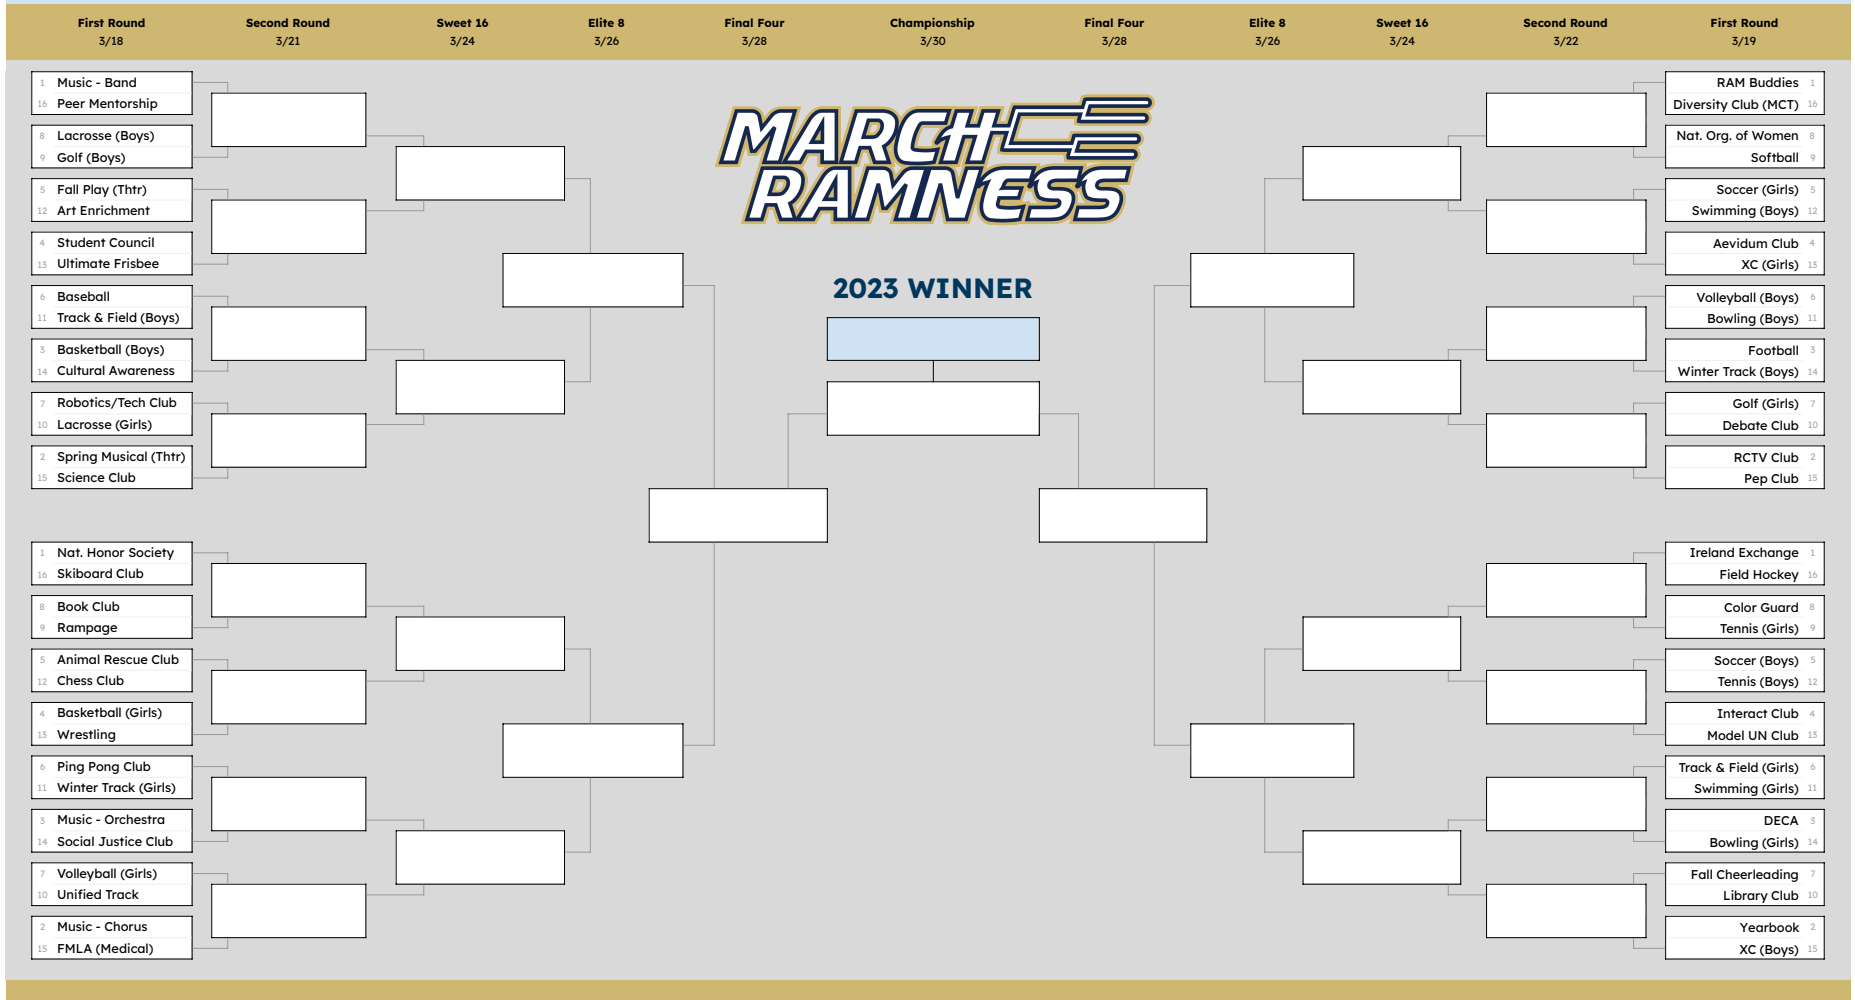 First Round
3/18
Second Round
3/21
Sweet 16
3/24
Elite 8
3/26
Final Four
3/28
Championship
3/30
Final Four
3/28
Elite 8
3/26
Sweet 16
3/24
Second Round
3/22
First Round
3/19
MARCH
RAMNESS
2023 WINNER
1 Music - Band
16 Peer Mentorship
8 Lacrosse (Boys)
9 Golf (Boys)
5 Fall Play (Thtr)
12 Art Enrichment
4 Student Council
13 Ultimate Frisbee
6 Baseball
11 Track & Field (Boys)
3 Basketball (Boys)
14 Cultural Awareness
7 Robotics/Tech Club
10 Lacrosse (Girls)
2 Spring Musical (Thtr)
15 Science Club
1 Nat. Honor Society
16 Skiboard Club
8 Book Club
9 Rampage
5 Animal Rescue Club
12 Chess Club
4 Basketball (Girls)
13 Wrestling
6 Ping Pong Club
11 Winter Track (Girls)
3 Music - Orchestra
14 Social Justice Club
7 Volleyball (Girls)
10 Unified Track
2 Music - Chorus
15 FMLA (Medical)
RAM Buddies 1
Diversity Club (MCT) 16
Nat. Org. of Women 8
Softball 9
Soccer (Girls) 5
Swimming (Boys) 12
Aevidum Club 4
XC (Girls) 13
Volleyball (Boys) 6
Bowling (Boys) 11
Football 3
Winter Track (Boys) 14
Golf (Girls) 7
Debate Club 10
RCTV Club 2
Pep Club 15
Ireland Exchange 1
Field Hockey 16
Color Guard 8
Tennis (Girls) 9
Soccer (Boys) 5
Tennis (Boys) 12
Interact Club 4
Model UN Club 13
Track & Field (Girls) 6
Swimming (Girls) 11
DECA 3
Bowling (Girls) 14
Fall Cheerleading 7
Library Club 10
Yearbook 2
XC (Boys) 15